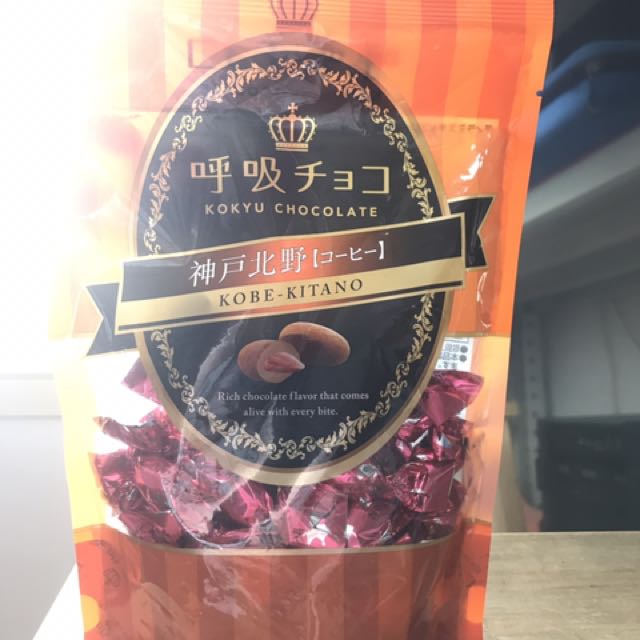 呼吸チョコ
KOKYU CHOCOLATE
神戸北野【コーヒー】
KOBE-KITANO
Rich chocolate flavor that comes
alive with every bite.